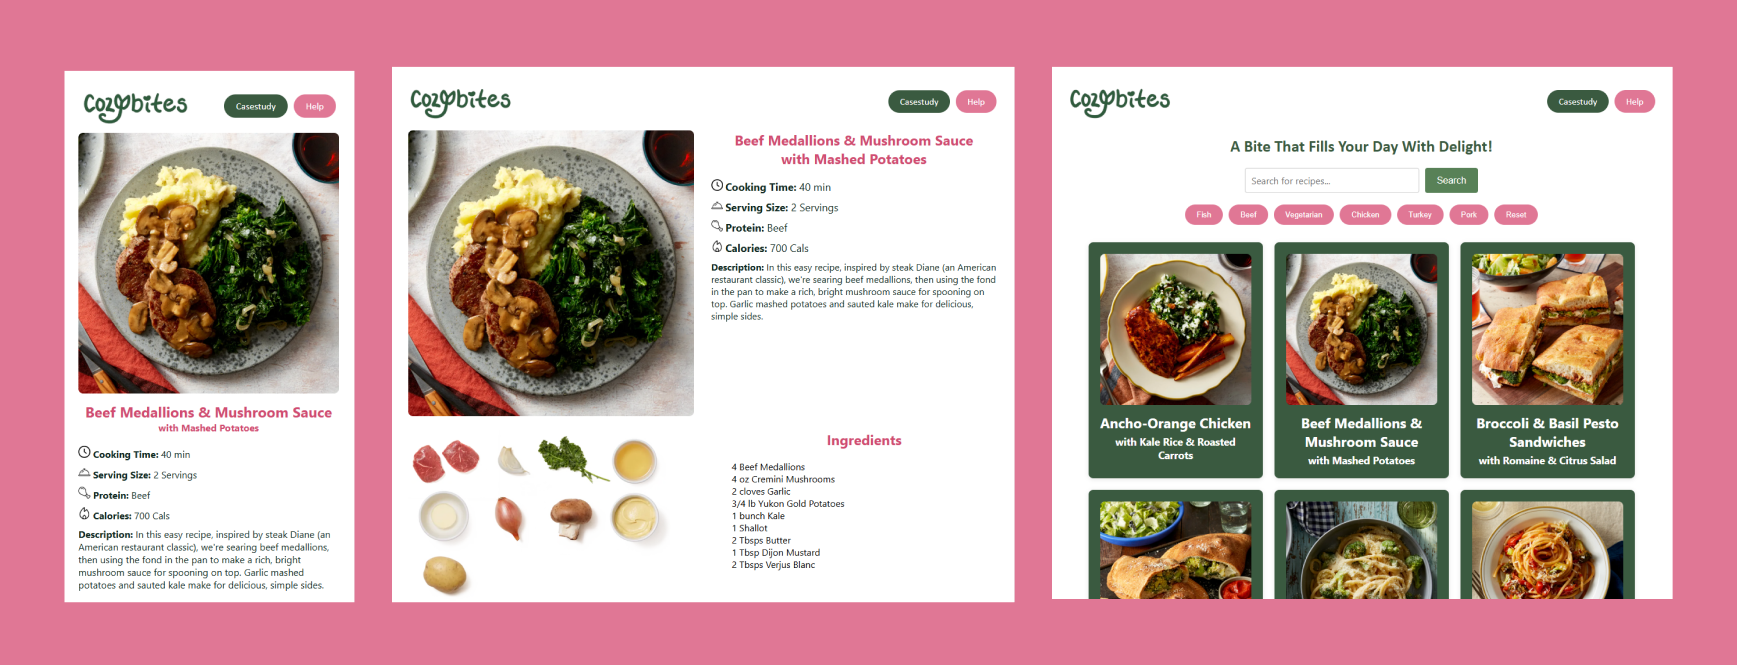 Cozybites
Casestudy
Help
Beef Medallions & Mushroom Sauce
with Mashed Potatoes
Cooking Time: 40 min
Serving Size: 2 Servings
Protein: Beef
Calories: 700 Cals
Description: In this easy recipe, inspired by steak Diane (an
American restaurant classic), we're searing beef medallions,
then using the fond in the pan to make a rich, bright
mushroom sauce for spooning on top. Garlic mashed
potatoes and sauted kale make for delicious, simple sides.
Cozybites
Casestudy
Help
Beef Medallions & Mushroom Sauce
with Mashed Potatoes
Cooking Time: 40 min
Serving Size: 2 Servings
Protein: Beef
Calories: 700 Cals
Description: In this easy recipe, inspired by steak Diane (an American
restaurant classic), we're searing beef medallions, then using the fond
in the pan to make a rich, bright mushroom sauce for spooning on
top. Garlic mashed potatoes and sauted kale make for delicious,
simple sides.
Ingredients
4 Beef Medallions
4 oz Cremini Mushrooms
2 cloves Garlic
3/4 lb Yukon Gold Potatoes
1 bunch Kale
1 Shallot
2 Tbsps Butter
1 Tbsp Dijon Mustard
2 Tbsps Verjus Blanc
Cozybites
Casestudy
Help
A Bite That Fills Your Day With Delight!
Search for recipes...
Search
Fish
Beef
Vegetarian
Chicken
Turkey
Pork
Reset
Ancho-Orange Chicken
with Kale Rice & Roasted
Carrots
Beef Medallions &
Mushroom Sauce
with Mashed Potatoes
Broccoli & Basil Pesto
Sandwiches
with Romaine & Citrus Salad